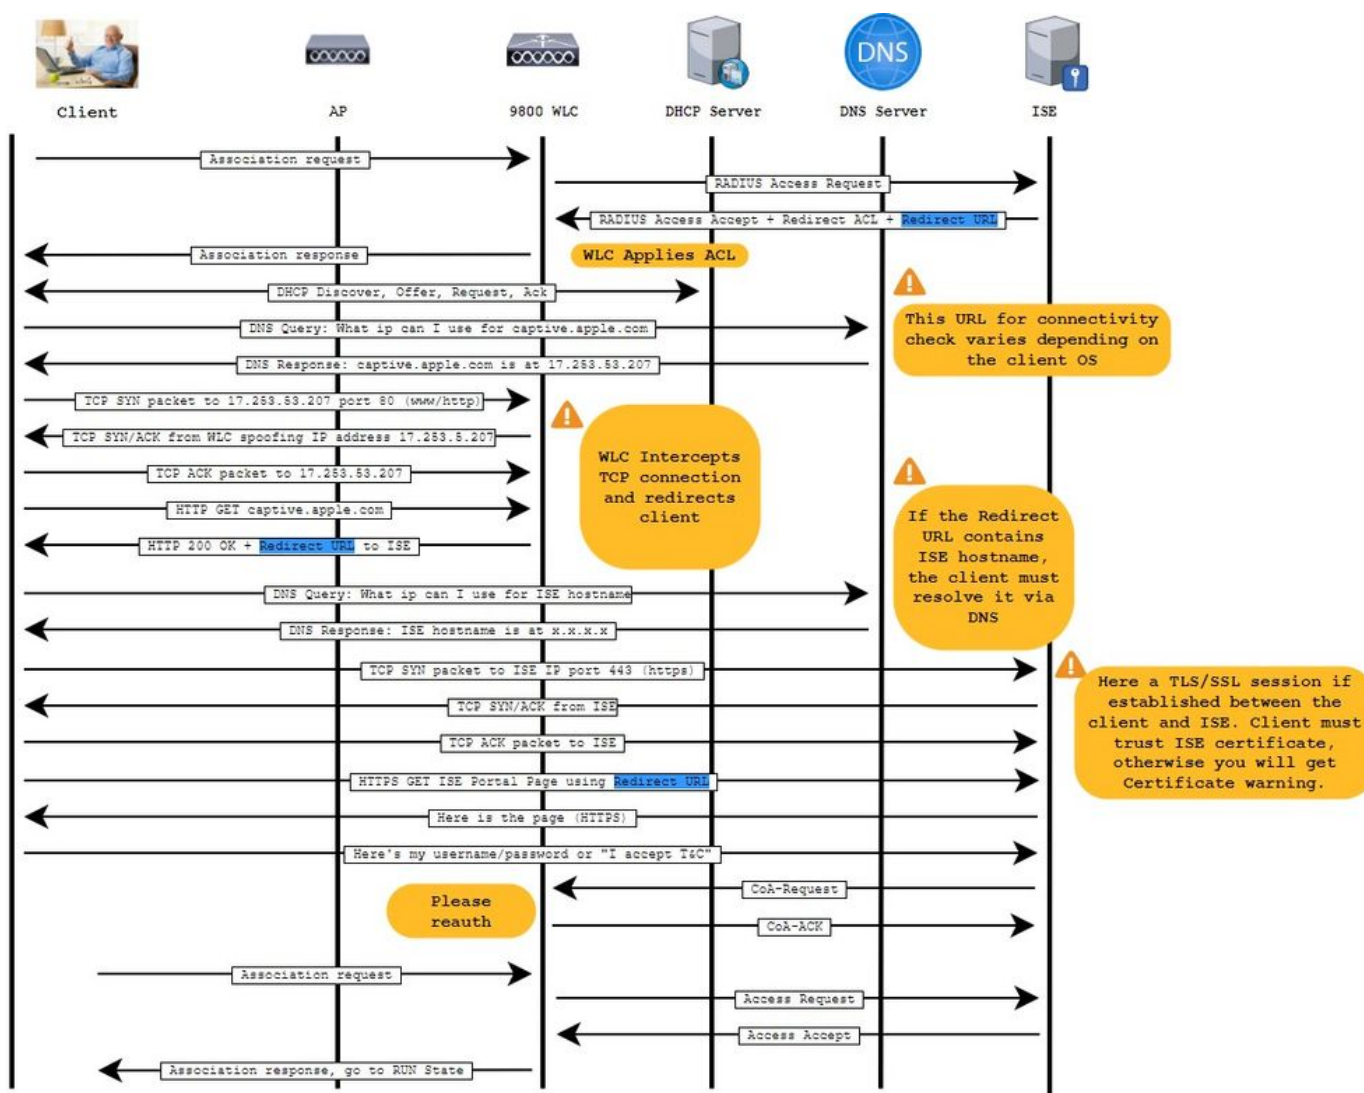 DNS
Client
AP
9800 WLC
DHCP Server
DNS Server
ISE
Association request
RADIUS Access Request
RADIUS Access Accept + Redirect ACL + Redirect URL
Association response
WLC Applies ACL
DHCP Discover, Offer, Request, Ack
DNS Query: What ip can I use for captive.apple.com
This URL for connectivity
check varies depending on
the client OS
DNS Response: captive.apple.com is at 17.253.53.207
TCP SYN packet to 17.253.53.207 port 80 (www/http)
TCP SYN/ACK from WLC spoofing IP address 17.253.5.207
WLC Intercepts
TCP connection
and redirects
client
TCP ACK packet to 17.253.53.207
HTTP GET captive.apple.com
HTTP 200 OK + Redirect URL to ISE
If the Redirect
URL contains
ISE hostname,
the client must
resolve it via
DNS
DNS Query: What ip can I use for ISE hostname
DNS Response: ISE hostname is at x.x.x.x
TCP SYN packet to ISE IP port 443 (https)
Here a TLS/SSL session if
established between the
client and ISE. Client must
trust ISE certificate,
otherwise you will get
Certificate warning.
TCP SYN/ACK from ISE
TCP ACK packet to ISE
HTTPS GET ISE Portal Page using Redirect URL
Here is the page (HTTPS)
Here's my username/password or "I accept T&C"
CoA-Request
Please
reauth
CoA-ACK
Association request
Access Request
Access Accept
Association response, go to RUN State